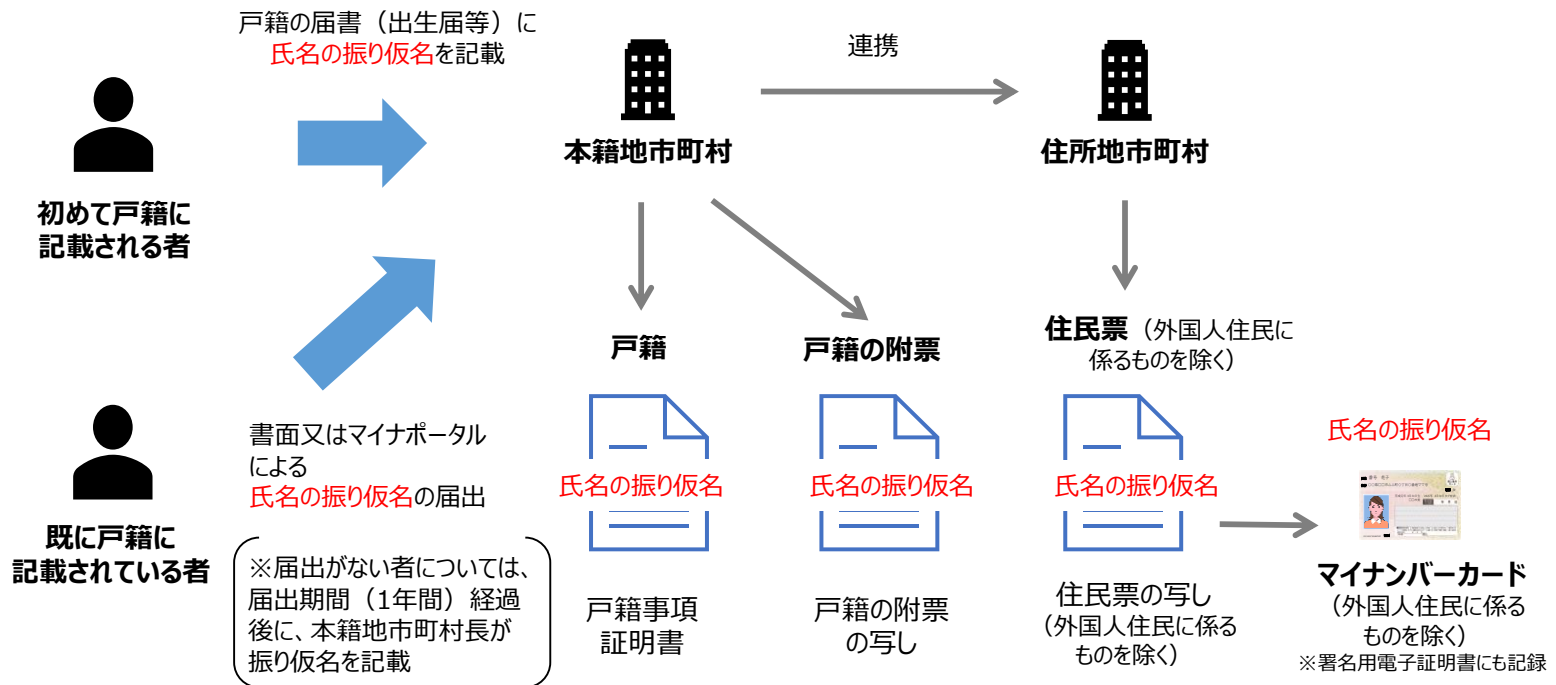 戸籍の届書（出生届等）に
氏名の振り仮名を記載
初めて戸籍に
記載される者
本籍地市町村
連携
住所地市町村
既に戸籍に
記載されている者
書面又はマイナポータル
による
氏名の振り仮名の届出
※届出がない者については、
届出期間（1年間）経過
後に、本籍地市町村長が
振り仮名を記載
戸籍
氏名の振り仮名
戸籍事項
証明書
戸籍の附票
氏名の振り仮名
戸籍の附票
の写し
住民票（外国人住民に
係るものを除く）
氏名の振り仮名
住民票の写し
（外国人住民に係る
ものを除く）
氏名の振り仮名
マイナンバーカード
（外国人住民に係る
ものを除く）
※署名用電子証明書にも記録